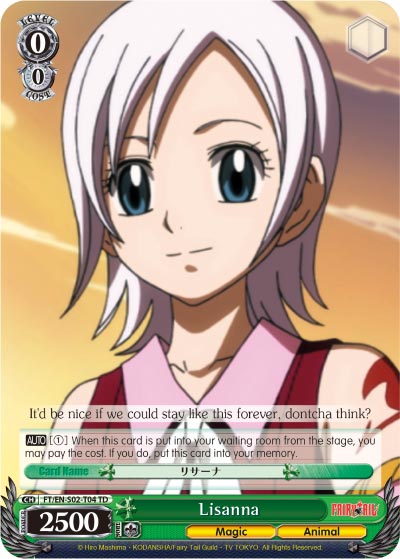 LEVEL
0
0
COST
It'd be nice if we could stay like this forever, dontcha think?
AUTO [①] When this card is put into your waiting room from the stage, you
may pay the cost. If you do, put this card into your memory.
Card Name リサーナ
CH FT/EN-S02-T04 TD
Lisanna
FAIRY TAIL
POWER 2500
Magic Animal
© Hiro Mashima・KODANSHA/Fairy Tail Guild・TV TOKYO. All Rights Reserved.